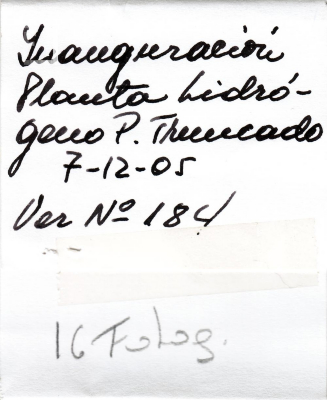 Inauguración
Planta hidró-
geno P. Truncado
7-12-05
Ver Nº 184
16 Fotog.